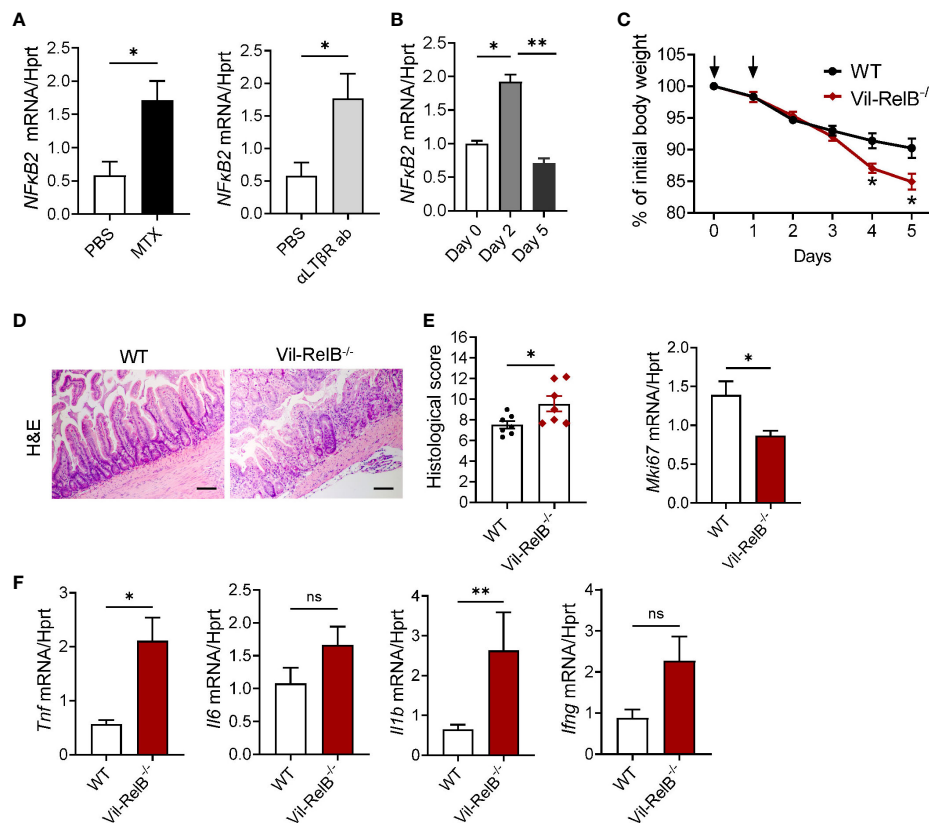 A
NFκB2 mRNA/Hprt
2.5
2.0
1.5
1.0
0.5
0.0
*
PBS
MTX
NFκB2 mRNA/Hprt
2.5
2.0
1.5
1.0
0.5
0.0
*
PBS
αLTβR ab
B
NFκB2 mRNA/Hprt
2.5
2.0
1.5
1.0
0.5
0.0
* **
Day 0
Day 2
Day 5
C
% of initial body weight
105
100
95
90
85
80
WT
Vil-RelB-/
*
*
0 1 2 3 4 5
Days
D
WT
Vil-RelB-/-
H&E
E
Histological score
16
14
12
10
8
6
4
2
0
*
WT
Vil-RelB-/-
Mki67 mRNA/Hprt
2.0
1.5
1.0
0.5
0.0
*
WT
Vil-RelB-/-
F
Tnf mRNA/Hprt
3
2
1
0
*
WT
Vil-RelB-/-
Il6 mRNA/Hprt
2.5
2.0
1.5
1.0
0.5
0.0
ns
WT
Vil-RelB-/-
Il1b mRNA/Hprt
4
3
2
1
0
**
WT
Vil-RelB-/-
Ifng mRNA/Hprt
4
3
2
1
0
ns
WT
Vil-RelB-/-